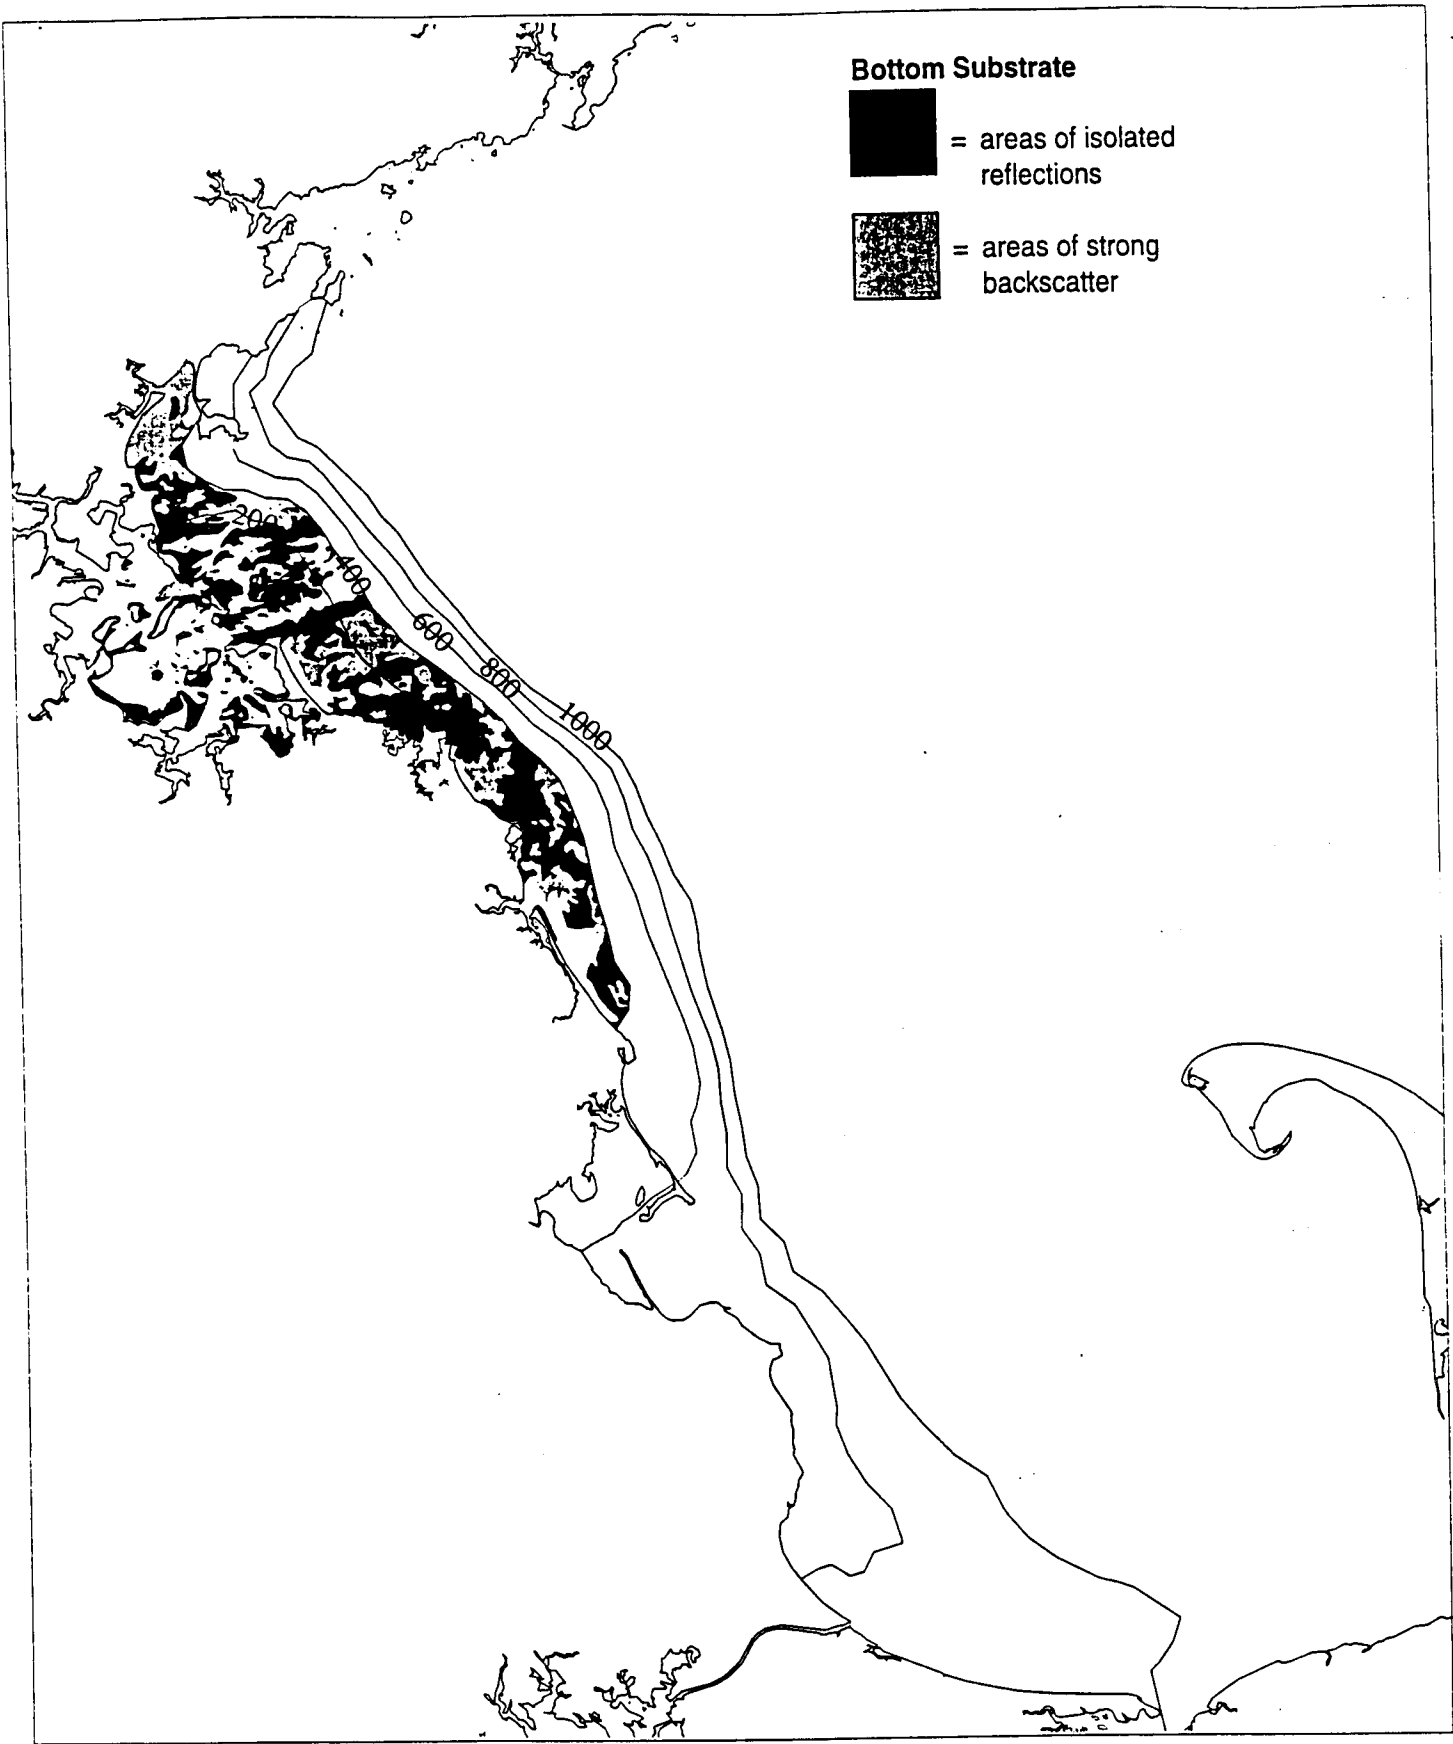 Bottom Substrate
= areas of isolated
reflections
= areas of strong
backscatter
200
400
600
800
1000